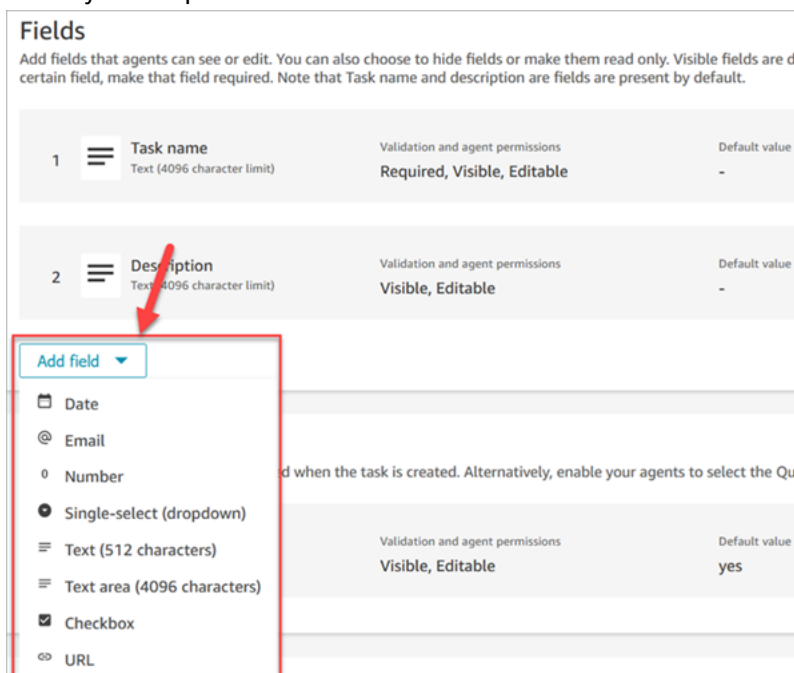 Fields
Add fields that agents can see or edit. You can also choose to hide fields or make them read only. Visible fields are d
certain field, make that field required. Note that Task name and description are fields are present by default.
1
Task name
Text (4096 character limit)
Validation and agent permissions
Required, Visible, Editable
Default value
-
2
Description
Text (4096 character limit)
Validation and agent permissions
Visible, Editable
Default value
-
Add field
Date
Email
Number
Single-select (dropdown)
Text (512 characters)
Text area (4096 characters)
Checkbox
URL
d when the task is created. Alternatively, enable your agents to select the Qu
Validation and agent permissions
Visible, Editable
Default value
yes